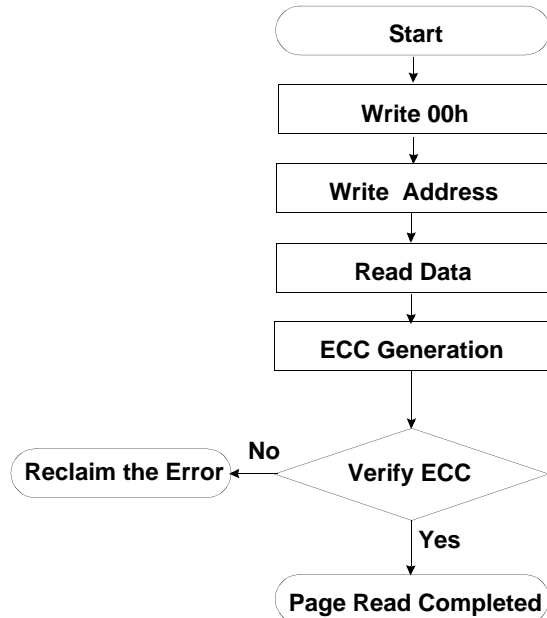 Start
Write 00h
Write Address
Read Data
ECC Generation
No
Reclaim the Error
Verify ECC
Yes
Page Read Completed